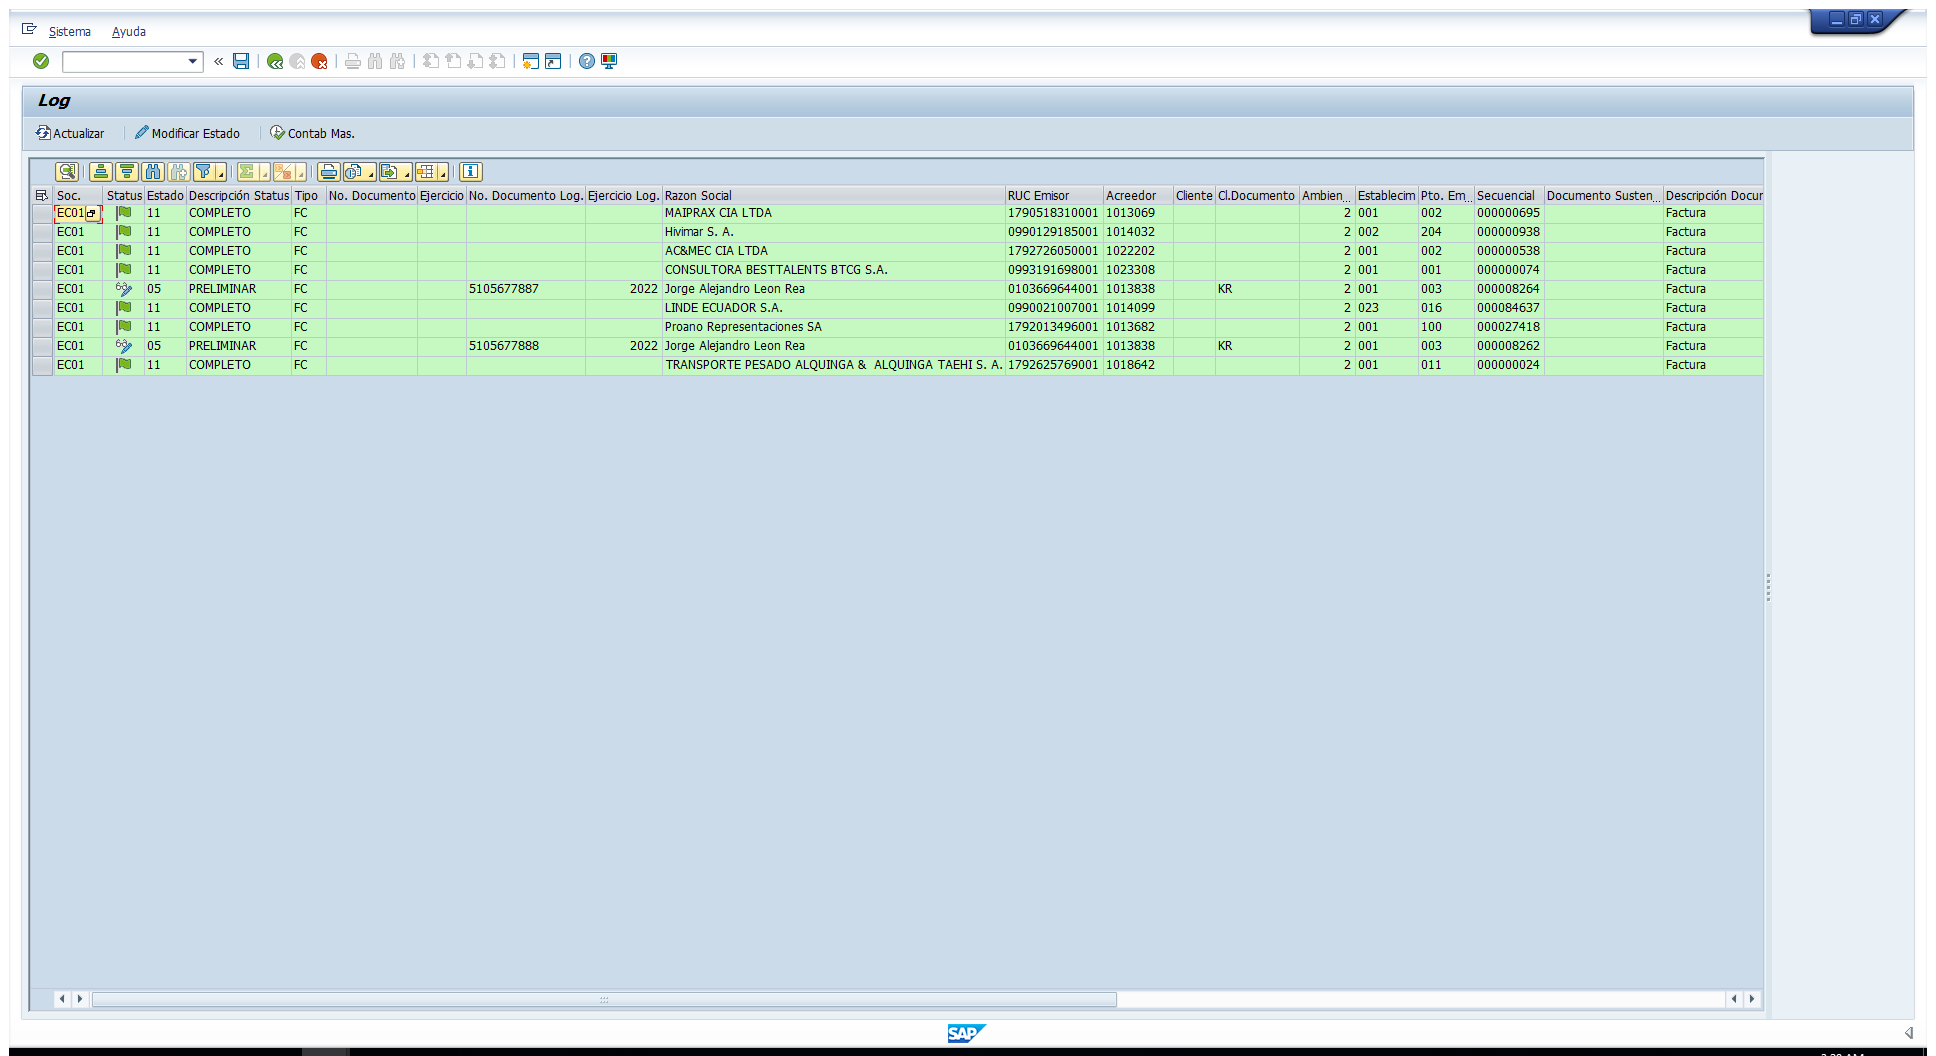 Sistema Ayuda
Log
Actualizar Modificar Estado Contab Mas.
Soc. Status Estado Descripción Status Tipo No. Documento Ejercicio No. Documento Log. Ejercicio Log. Razon Social RUC Emisor Acreedor Cliente Cl.Documento Ambien... Establecim Pto. Em... Secuencial Documento Susten... Descripción Docur
EC01 11 COMPLETO FC MAIPRAX CIA LTDA 1790518310001 1013069 2 001 002 000000695 Factura
EC01 11 COMPLETO FC Hivimar S. A. 0990129185001 1014032 2 002 204 000000938 Factura
EC01 11 COMPLETO FC AC&MEC CIA LTDA 1792726050001 1022202 2 001 002 000000538 Factura
EC01 11 COMPLETO FC CONSULTORA BESTTALENTS BTCG S.A. 0993191698001 1023308 2 001 001 000000074 Factura
EC01 05 PRELIMINAR FC 5105677887 2022 Jorge Alejandro Leon Rea 0103669644001 1013838 KR 2 001 003 000008264 Factura
EC01 11 COMPLETO FC LINDE ECUADOR S.A. 0990021007001 1014099 2 023 016 000084637 Factura
EC01 11 COMPLETO FC Proano Representaciones SA 1792013496001 1013682 2 001 100 000027418 Factura
EC01 05 PRELIMINAR FC 5105677888 2022 Jorge Alejandro Leon Rea 0103669644001 1013838 KR 2 001 003 000008262 Factura
EC01 11 COMPLETO FC TRANSPORTE PESADO ALQUINGA & ALQUINGA TAEHI S. A. 1792625769001 1018642 2 001 011 000000024 Factura
SAP